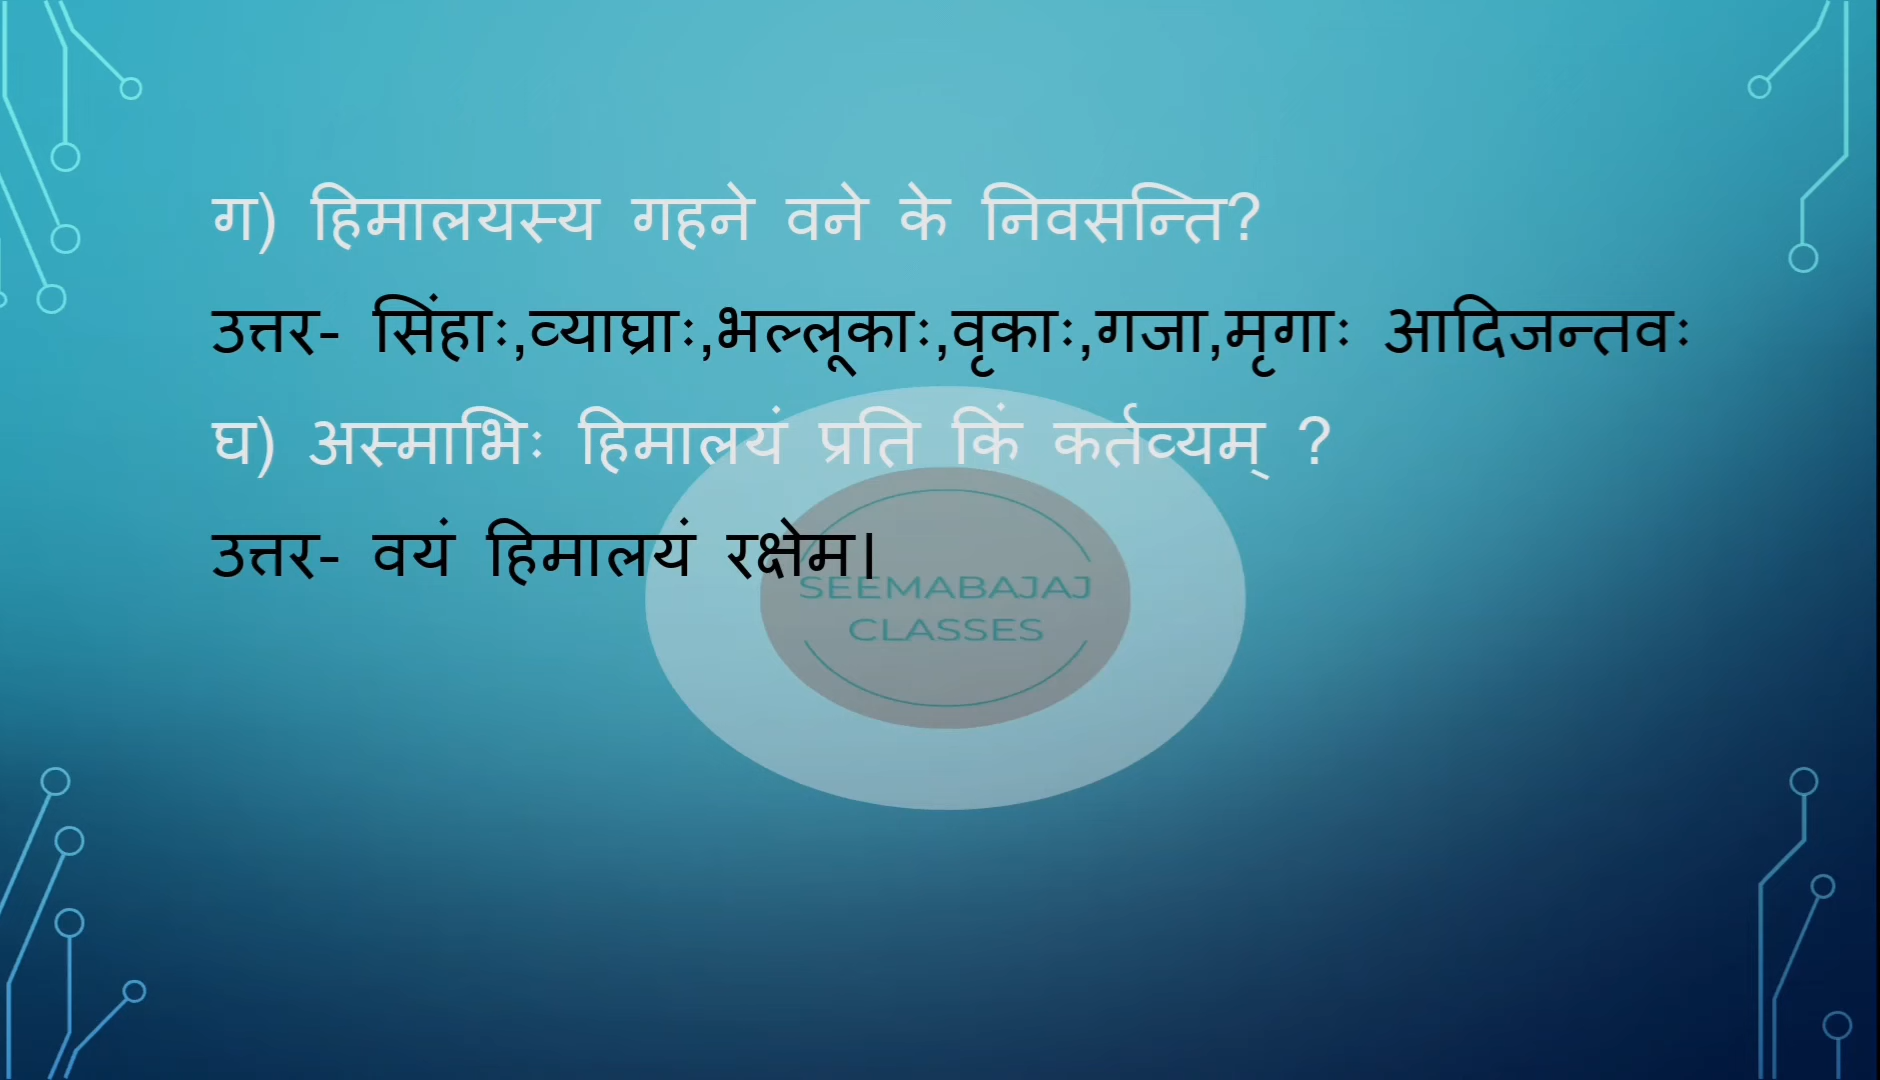 ग) हिमालयस्य गहने वने के निवसन्ति?
उत्तर- सिंहाः,व्याघ्राः,भल्लूकाः,वृकाः,गजा,मृगाः आदिजन्तवः
घ) अस्माभिः हिमालयं प्रति किं कर्तव्यम् ?
उत्तर- वयं हिमालयं रक्षेम।
SEEMABAJAJ
CLASSES